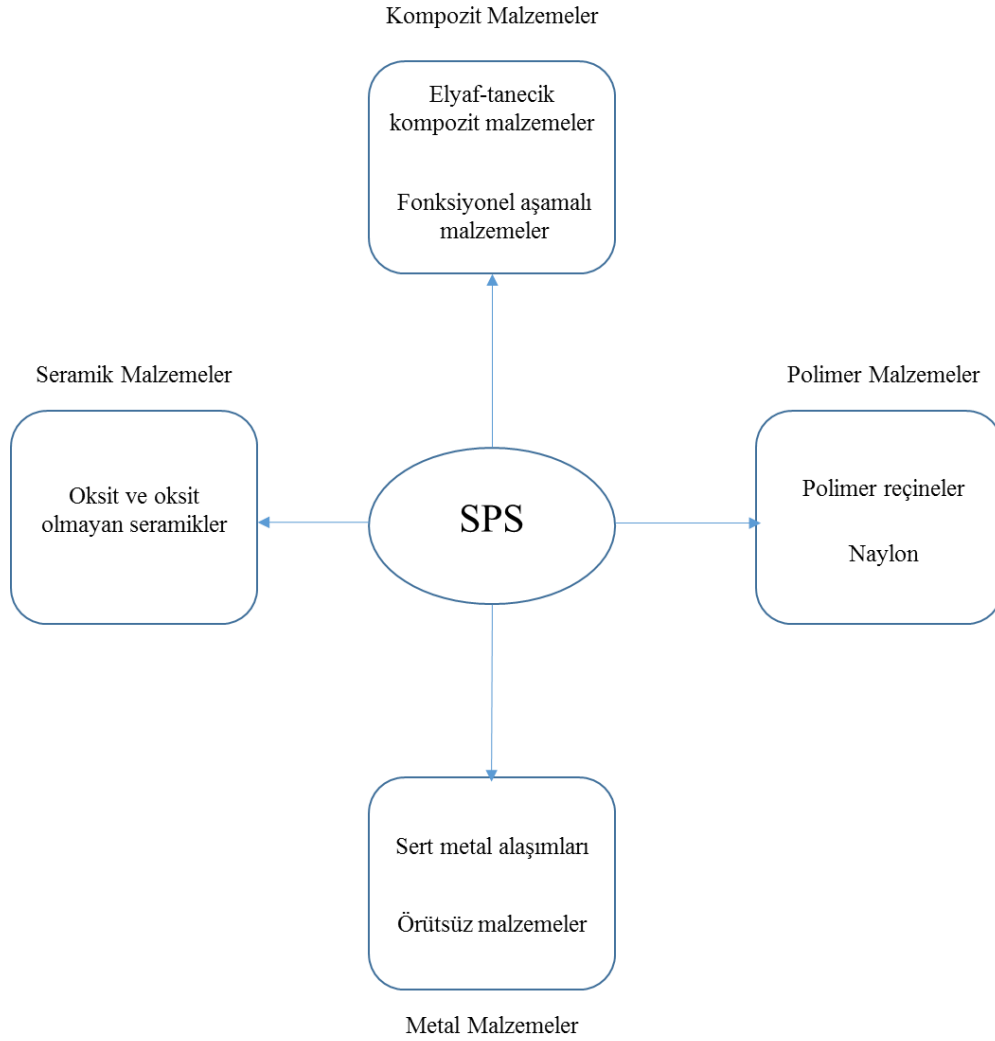 Kompozit Malzemeler
Elyaf-tanecik
kompozit malzemeler
Fonksiyonel aşamalı
malzemeler
Seramik Malzemeler
Oksit ve oksit
olmayan seramikler
SPS
Polimer Malzemeler
Polimer reçineler
Naylon
Sert metal alaşımları
Örütsüz malzemeler
Metal Malzemeler